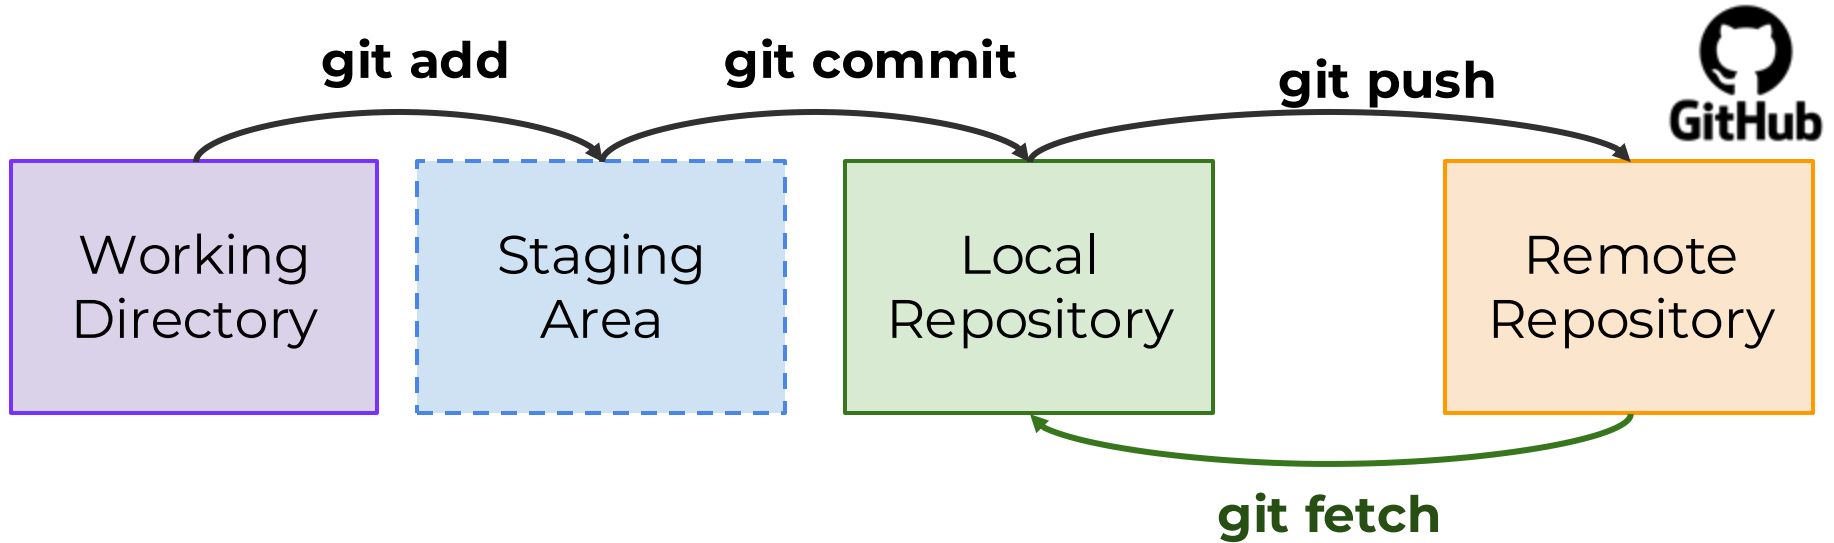 git add
git commit
git push
GitHub
Working
Directory
Staging
Area
Local
Repository
Remote
Repository
git fetch